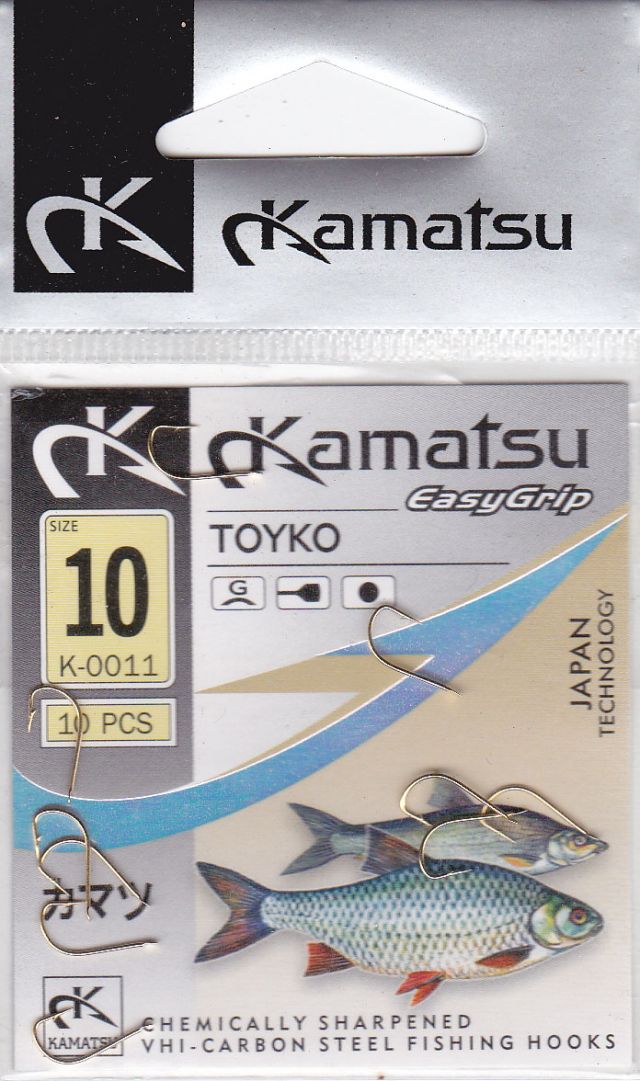 K
Kamatsu
K
Kamatsu
EasyGrip
SIZE
10
K-0011
TOYKO
G
10 PCS
JAPAN
TECHNOLOGY
カマツ
K
KAMATSU
CHEMICALLY SHARPENED
VHI-CARBON STEEL FISHING HOOKS